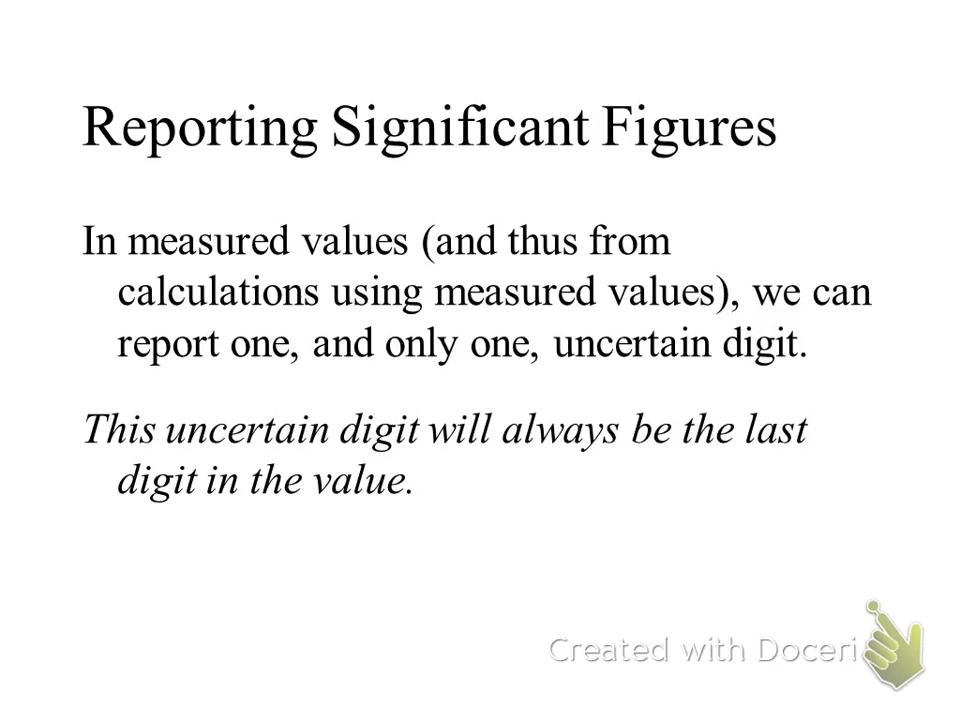 Reporting Significant Figures
In measured values (and thus from
calculations using measured values), we can
report one, and only one, uncertain digit.
This uncertain digit will always be the last
digit in the value.
Created with Doceri